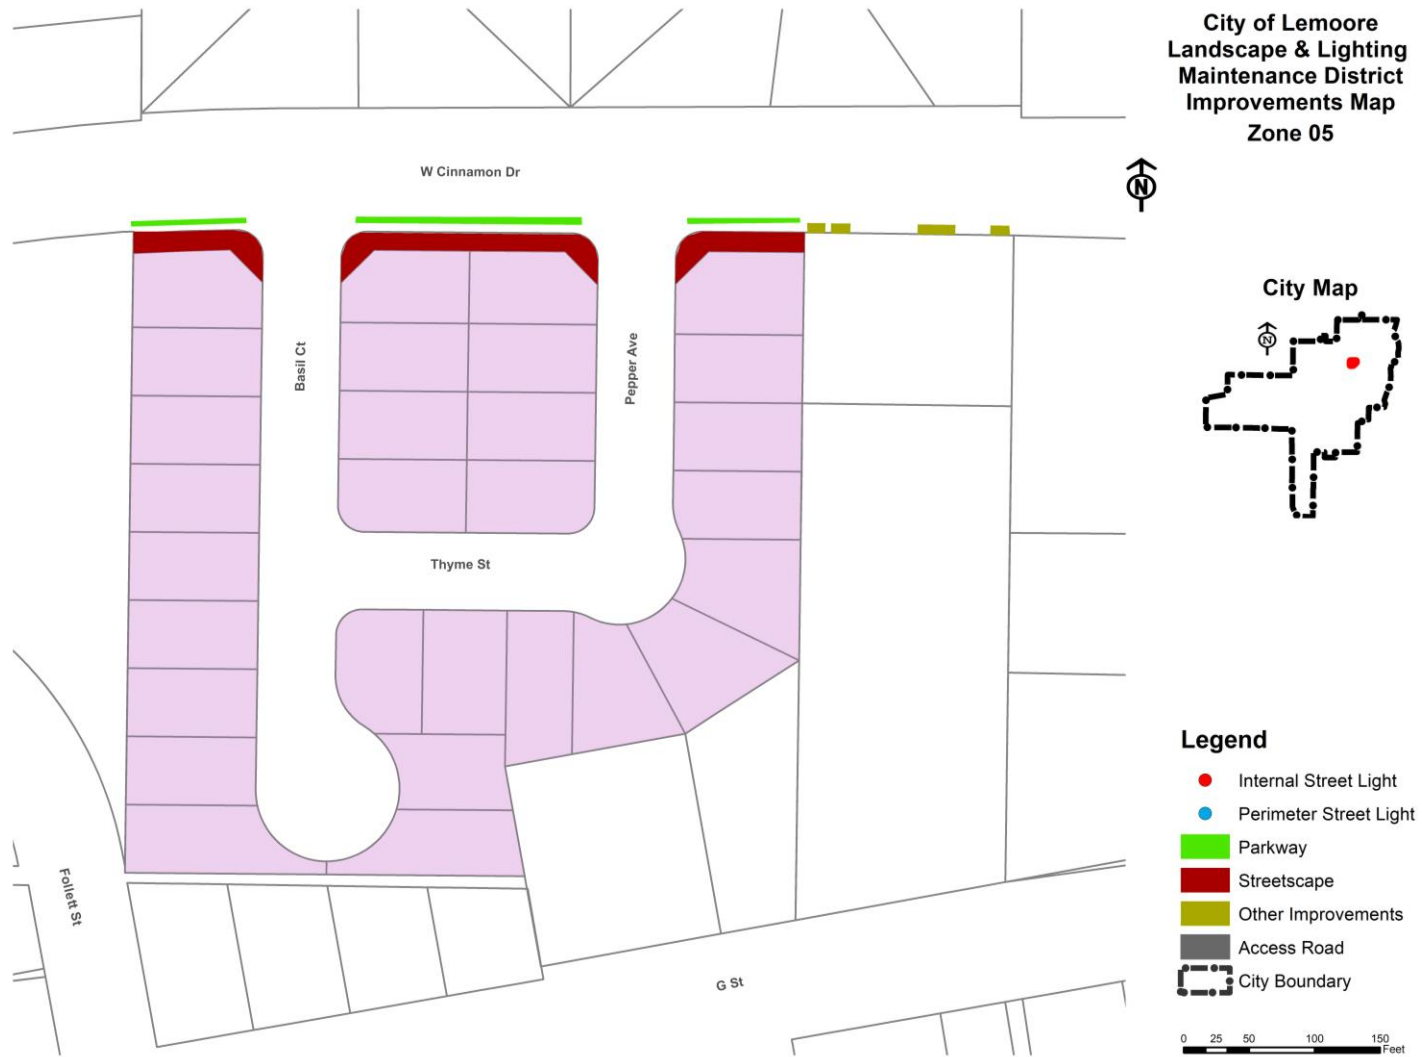 City of Lemoore
Landscape & Lighting
Maintenance District
Improvements Map
Zone 05
W Cinnamon Dr
N
City Map
N
Basil Ct
Pepper Ave
Thyme St
Follett St
G St
Legend
Internal Street Light
Perimeter Street Light
Parkway
Streetscape
Other Improvements
Access Road
City Boundary
0 25 50 100 150
Feet